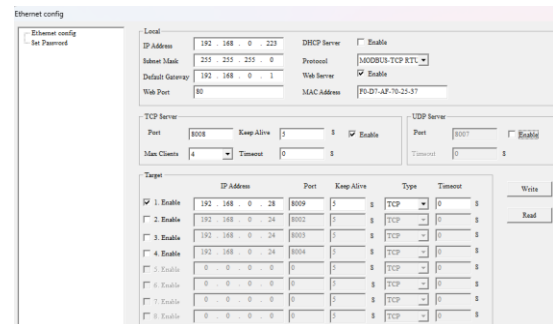 Ethernet config
Ethernet config
Set Password
Local
IP Address 192 . 168 . 0 . 223 DHCP Server Enable
Subnet Mask 255 . 255 . 255 . 0 Protocol MODBUS-TCP RTU
Default Gateway 192 . 168 . 0 . 1 Web Server Enable
Web Port 80 MAC Address F0-D7-AF-70-25-37
TCP Server UDP Server
Port 8008 Keep Alive 5 S Enable Port 8007 Enable
Max Clients 4 Timeout 0 S Timeout 0 S
Target
IP Address Port Keep Alive Type Timeout
1. Enable 192 . 168 . 0 . 28 8009 5 S TCP 0 S
2. Enable 192 . 168 . 0 . 24 8002 5 S TCP 0 S
3. Enable 192 . 168 . 0 . 24 8003 5 S TCP 0 S
4. Enable 192 . 168 . 0 . 24 8004 5 S TCP 0 S
5. Enable 0 . 0 . 0 . 0 0 5 S TCP 0 S
6. Enable 0 . 0 . 0 . 0 0 5 S TCP 0 S
7. Enable 0 . 0 . 0 . 0 0 5 S TCP 0 S
8. Enable 0 . 0 . 0 . 0 0 5 S TCP 0 S
Write
Read